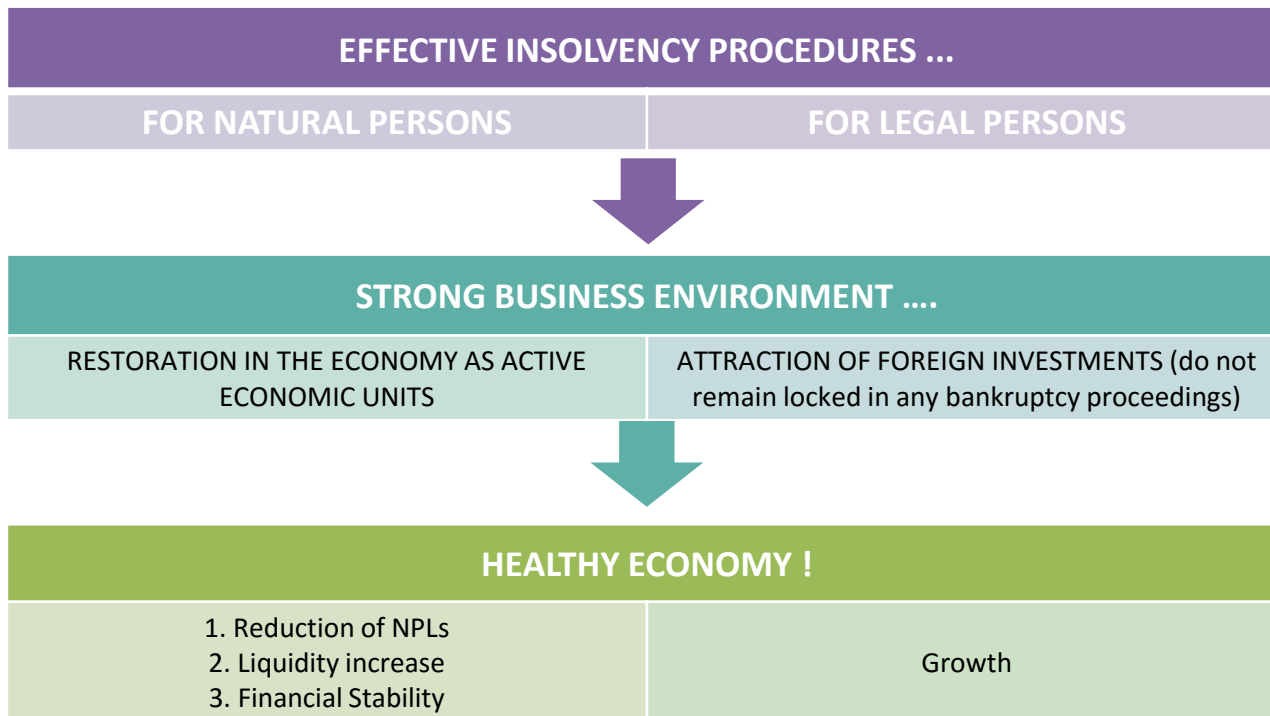 EFFECTIVE INSOLVENCY PROCEDURES ...
FOR NATURAL PERSONS
FOR LEGAL PERSONS
STRONG BUSINESS ENVIRONMENT ....
RESTORATION IN THE ECONOMY AS ACTIVE
ECONOMIC UNITS
ATTRACTION OF FOREIGN INVESTMENTS (do not
remain locked in any bankruptcy proceedings)
HEALTHY ECONOMY !
1. Reduction of NPLs
2. Liquidity increase
3. Financial Stability
Growth